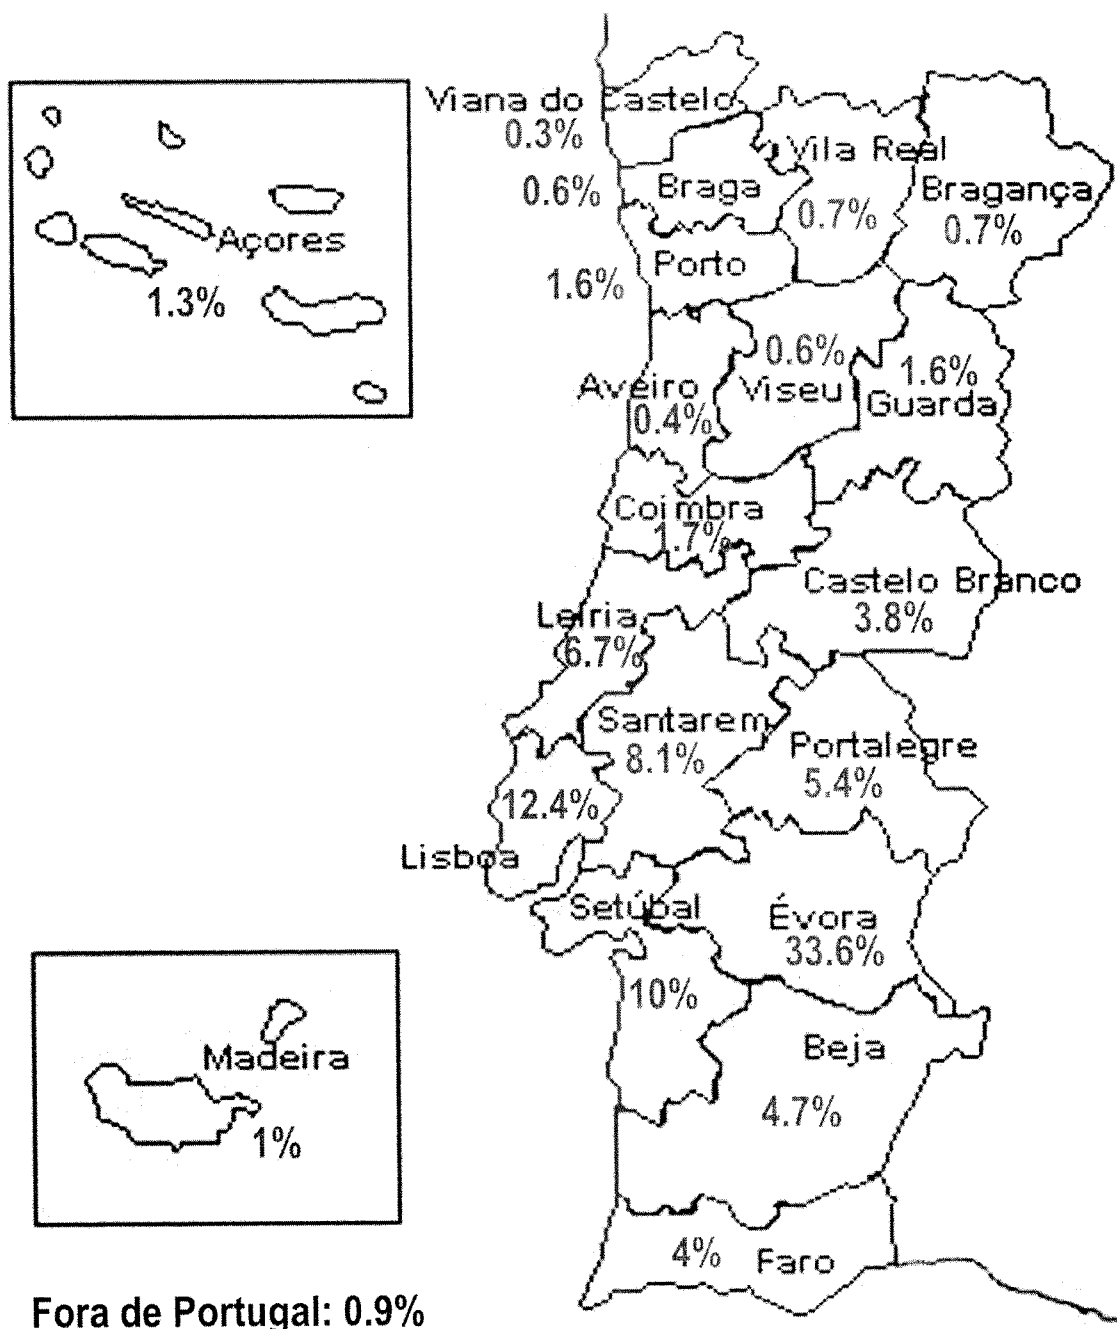 Viana do Castelo
0.3%
Vila Real
0.7%
Bragança
0.7%
Braga
0.6%
Porto
1.6%
Açores
1.3%
Aveiro
0.4%
0.6%
Viseu
1.6%
Guarda
Coimbra
1.7%
Castelo Branco
3.8%
Leiria
6.7%
Santarem
8.1%
Portalegre
5.4%
12.4%
Lisboa
Setúbal
10%
Évora
33.6%
Madeira
1%
Beja
4.7%
4%
Faro
Fora de Portugal: 0.9%